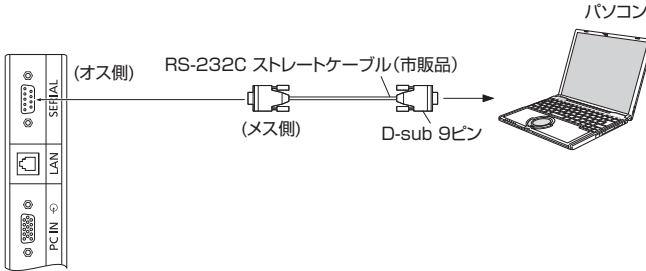 パソコン
(オス側)
RS-232C ストレートケーブル(市販品)
SERIAL
(メス側)
D-sub 9ピン
LAN
PC IN